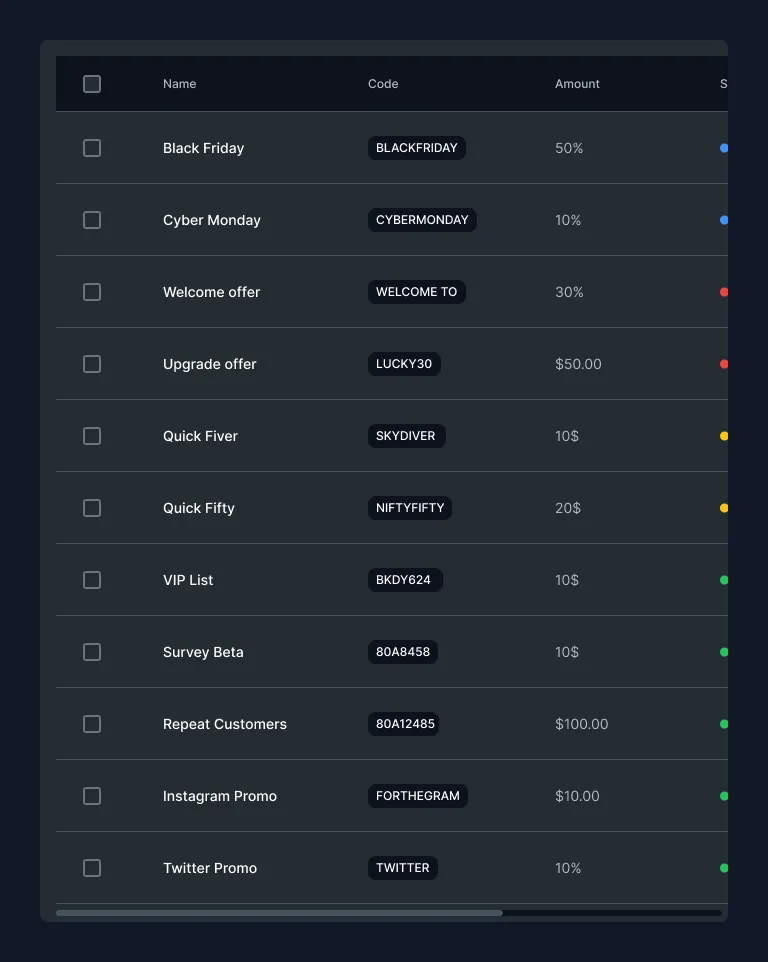 Name Code Amount S
Black Friday BLACKFRIDAY 50%
Cyber Monday CYBERMONDAY 10%
Welcome offer WELCOME TO 30%
Upgrade offer LUCKY30 $50.00
Quick Fiver SKYDIVER 10$
Quick Fifty NIFTYFIFTY 20$
VIP List BKDY624 10$
Survey Beta 80A8458 10$
Repeat Customers 80A12485 $100.00
Instagram Promo FORTHEGRAM $10.00
Twitter Promo TWITTER 10%